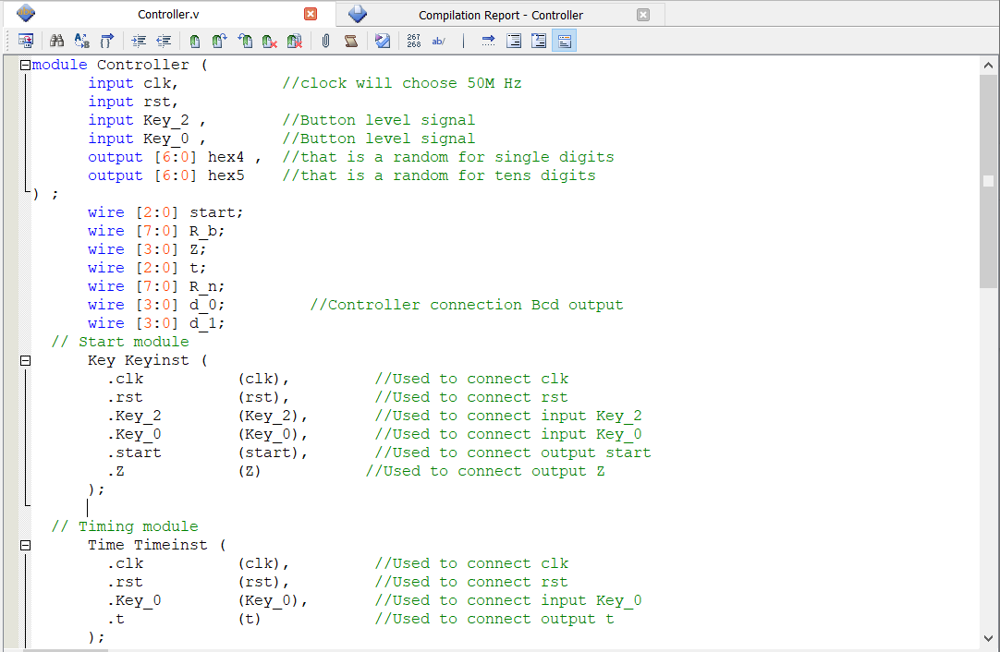 Controller.v
Compilation Report - Controller
267
268
ab/
module Controller (
input clk, //clock will choose 50M Hz
input rst,
input Key_2 , //Button level signal
input Key_0 , //Button level signal
output [6:0] hex4 , //that is a random for single digits
output [6:0] hex5 //that is a random for tens digits
) ;
wire [2:0] start;
wire [7:0] R_b;
wire [3:0] Z;
wire [2:0] t;
wire [7:0] R_n;
wire [3:0] d_0; //Controller connection Bcd output
wire [3:0] d_1;
// Start module
Key Keyinst (
.clk (clk), //Used to connect clk
.rst (rst), //Used to connect rst
.Key_2 (Key_2), //Used to connect input Key_2
.Key_0 (Key_0), //Used to connect input Key_0
.start (start), //Used to connect output start
.Z (Z) //Used to connect output Z
);
// Timing module
Time Timeinst (
.clk (clk), //Used to connect clk
.rst (rst), //Used to connect rst
.Key_0 (Key_0), //Used to connect input Key_0
.t (t) //Used to connect output t
);